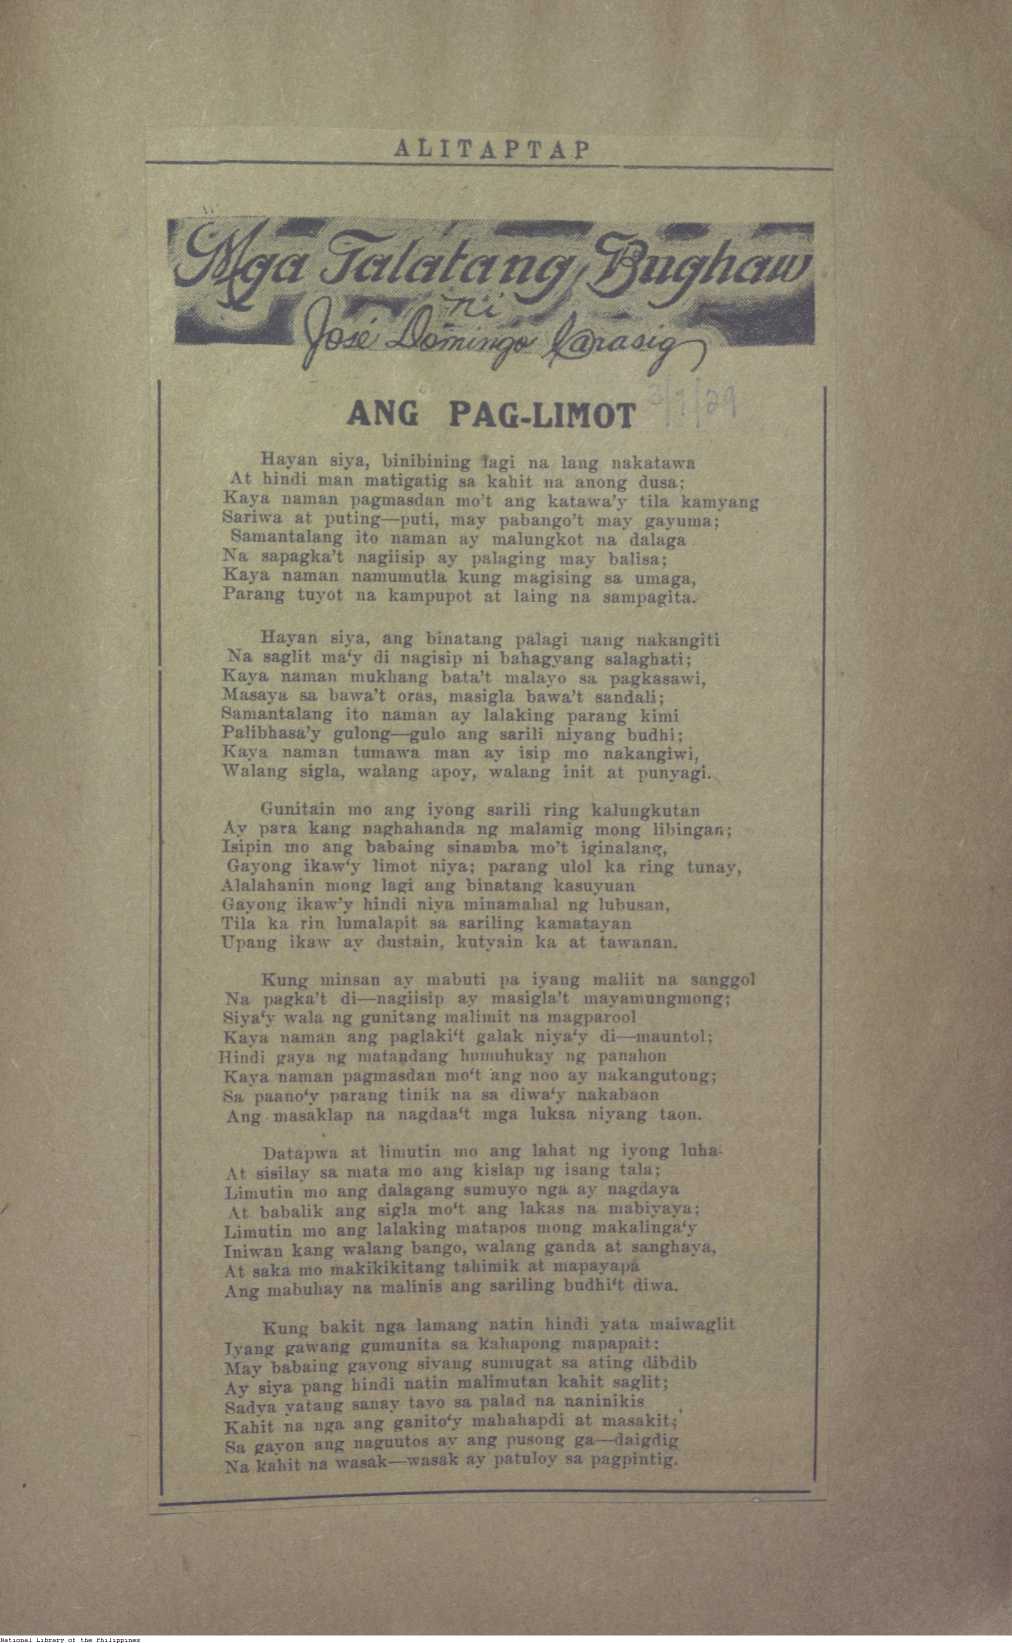 ALITAPTAP
Mga Talatang Bughaw
ni
José Domingo Karasig
3/1/29
ANG PAG-LIMOT
Hayan siya, binibining lagi na lang nakatawa
At hindi man matigatig sa kahit na anong dusa;
Kaya naman pagmasdan mo't ang katawa'y tila kamyang
Sariwa at puting—puti, may pabango't may gayuma;
Samantalang ito naman ay malungkot na dalaga
Na sapagka't nagiisip ay palaging may balisa;
Kaya naman namumutla kung magising sa umaga,
Parang tuyot na kampupot at laing na sampagita.
Hayan siya, ang binatang palagi nang nakangiti
Na saglit ma‘y di nagisip ni bahagyang salaghati;
Kaya naman mukhang bata't malayo sa pagkasawi,
Masaya sa bawa't oras, masigla bawa't sandali;
Samantalang ito naman ay lalaking parang kimi
Palibhasa'y gulong—gulo ang sarili niyang budhi;
Kaya naman tumawa man ay isip mo nakangiwi,
Walang sigla, walang apoy, walang init at punyagi.
Gunitain mo ang iyong sarili ring kalungkutan
Ay para kang naghahanda ng malamig mong libingan;
Isipin mo ang babaing sinamba mo't iginalang,
Gayong ikaw‘y limot niya; parang ulol ka ring tunay,
Alalahanin mong lagi ang binatang kasuyuan
Gayong ikaw'y hindi niya minamahal ng lubusan,
Tila ka rin lumalapit sa sariling kamatayan
Upang ikaw ay dustain, kutyain ka at tawanan.
Kung minsan ay mabuti pa iyang maliit na sanggol
Na pagka't di—nagiisip ay masigla't mayamungmong;
Siya‘y wala ng gunitang malimit na magparool
Kaya naman ang paglaki‘t galak niya‘y di—mauntol;
Hindi gaya ng matandang humuhukay ng panahon
Kaya naman pagmasdan mo‘t ang noo ay nakangutong;
Sa paano‘y parang tinik na sa diwa‘y nakabaon
Ang masaklap na nagdaa‘t mga luksa niyang taon.
Datapwa at limutin mo ang lahat ng iyong luha
At sisilay sa mata mo ang kislap ng isang tala;
Limutin mo ang dalagang sumuyo nga ay nagdaya
At babalik ang sigla mo‘t ang lakas na mabiyaya;
Limutin mo ang lalaking matapos mong makalinga‘y
Iniwan kang walang bango, walang ganda at sanghaya,
At saka mo makikikitang tahimik at mapayapa
Ang mabuhay na malinis ang sariling budhi‘t diwa.
Kung bakit nga lamang natin hindi yata maiwaglit
Iyang gawang gumunita sa kahapong mapapait:
May babaing gayong siyang sumugat sa ating dibdib
Ay siya pang hindi natin malimutan kahit saglit;
Sadya yatang sanay tayo sa palad na naninikis
Kahit na nga ang ganito‘y mahahapdi at masakit;
Sa gayon ang naguutos ay ang pusong ga—daigdig
Na kahit na wasak—wasak ay patuloy sa pagpintig.
National Library of the Philippines